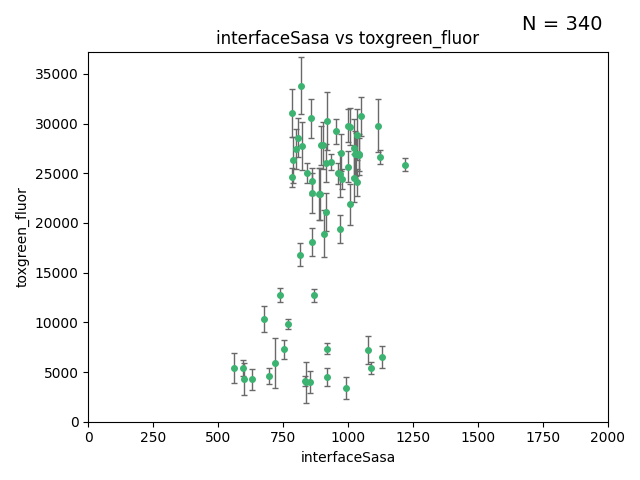 N = 340
interfaceSasa vs toxgreen_fluor
35000
30000
25000
20000
15000
10000
5000
0
toxgreen_fluor
0 250 500 750 1000 1250 1500 1750 2000
interfaceSasa